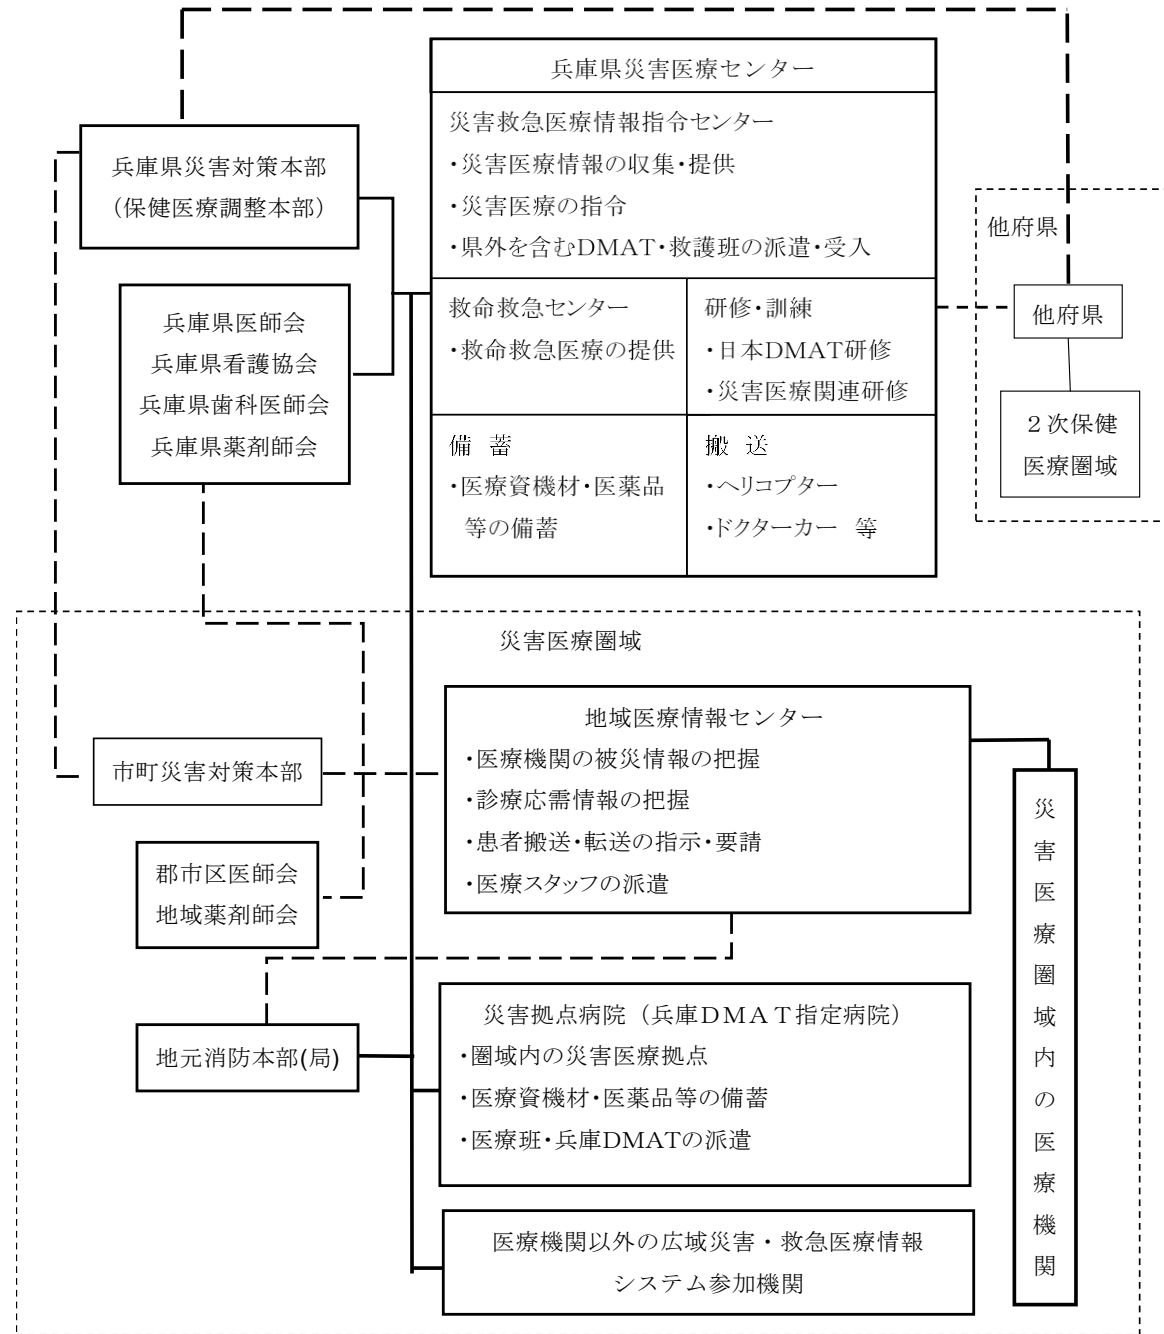 兵庫県災害医療センター
災害救急医療情報指令センター
・災害医療情報の収集・提供
・災害医療の指令
・県外を含むDMAT・救護班の派遣・受入
救命救急センター
・救命救急医療の提供
研修・訓練
・日本DMAT研修
・災害医療関連研修
備 蓄
・医療資機材・医薬品
等の備蓄
搬 送
・ヘリコプター
・ドクターカー 等
兵庫県災害対策本部
（保健医療調整本部）
兵庫県医師会
兵庫県看護協会
兵庫県歯科医師会
兵庫県薬剤師会
他府県
他府県
２次保健
医療圏域
災害医療圏域
地域医療情報センター
・医療機関の被災情報の把握
・診療応需情報の把握
・患者搬送・転送の指示・要請
・医療スタッフの派遣
市町災害対策本部
郡市区医師会
地域薬剤師会
地元消防本部(局)
災害拠点病院（兵庫ＤＭＡＴ指定病院）
・圏域内の災害医療拠点
・医療資機材・医薬品等の備蓄
・医療班・兵庫DMATの派遣
医療機関以外の広域災害・救急医療情報
システム参加機関
災害医療圏域内の医療機関